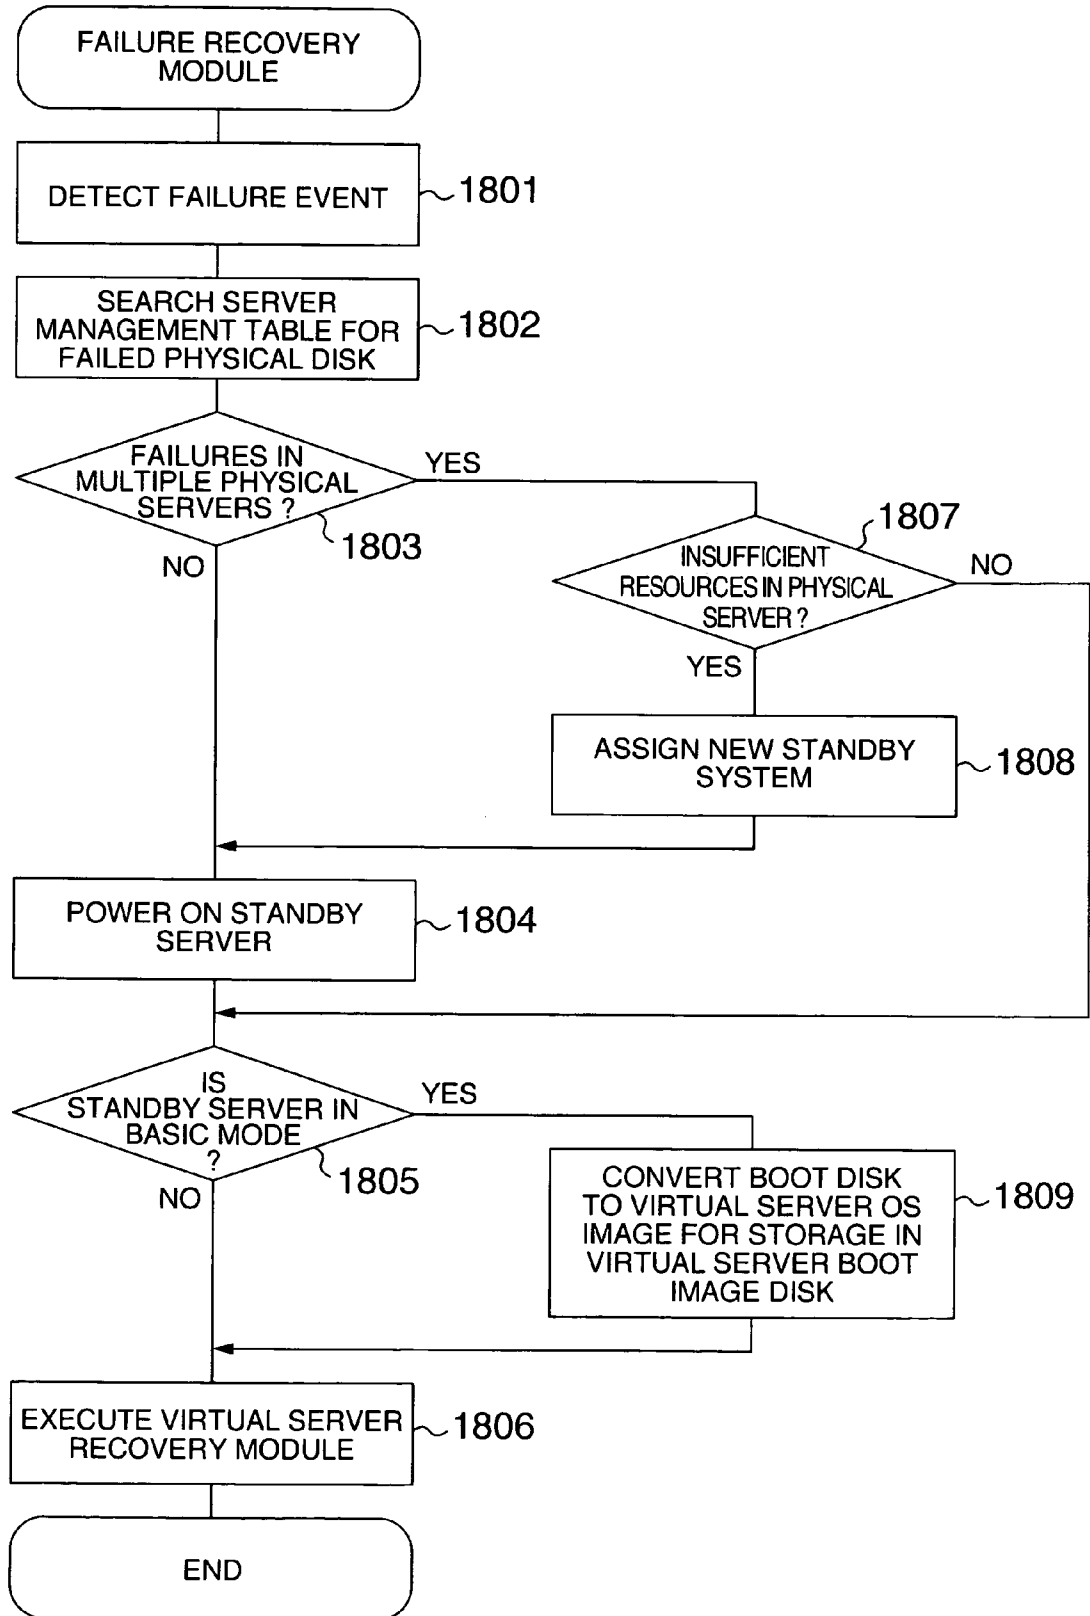 FAILURE RECOVERY
MODULE
DETECT FAILURE EVENT
1801
SEARCH SERVER
MANAGEMENT TABLE FOR
FAILED PHYSICAL DISK
1802
FAILURES IN
MULTIPLE PHYSICAL
SERVERS ?
YES
1803
NO
1807
INSUFFICIENT
RESOURCES IN PHYSICAL
SERVER ?
NO
YES
ASSIGN NEW STANDBY
SYSTEM
1808
POWER ON STANDBY
SERVER
1804
IS
STANDBY SERVER IN
BASIC MODE
?
YES
1805
NO
CONVERT BOOT DISK
TO VIRTUAL SERVER OS
IMAGE FOR STORAGE IN
VIRTUAL SERVER BOOT
IMAGE DISK
1809
EXECUTE VIRTUAL SERVER
RECOVERY MODULE
1806
END